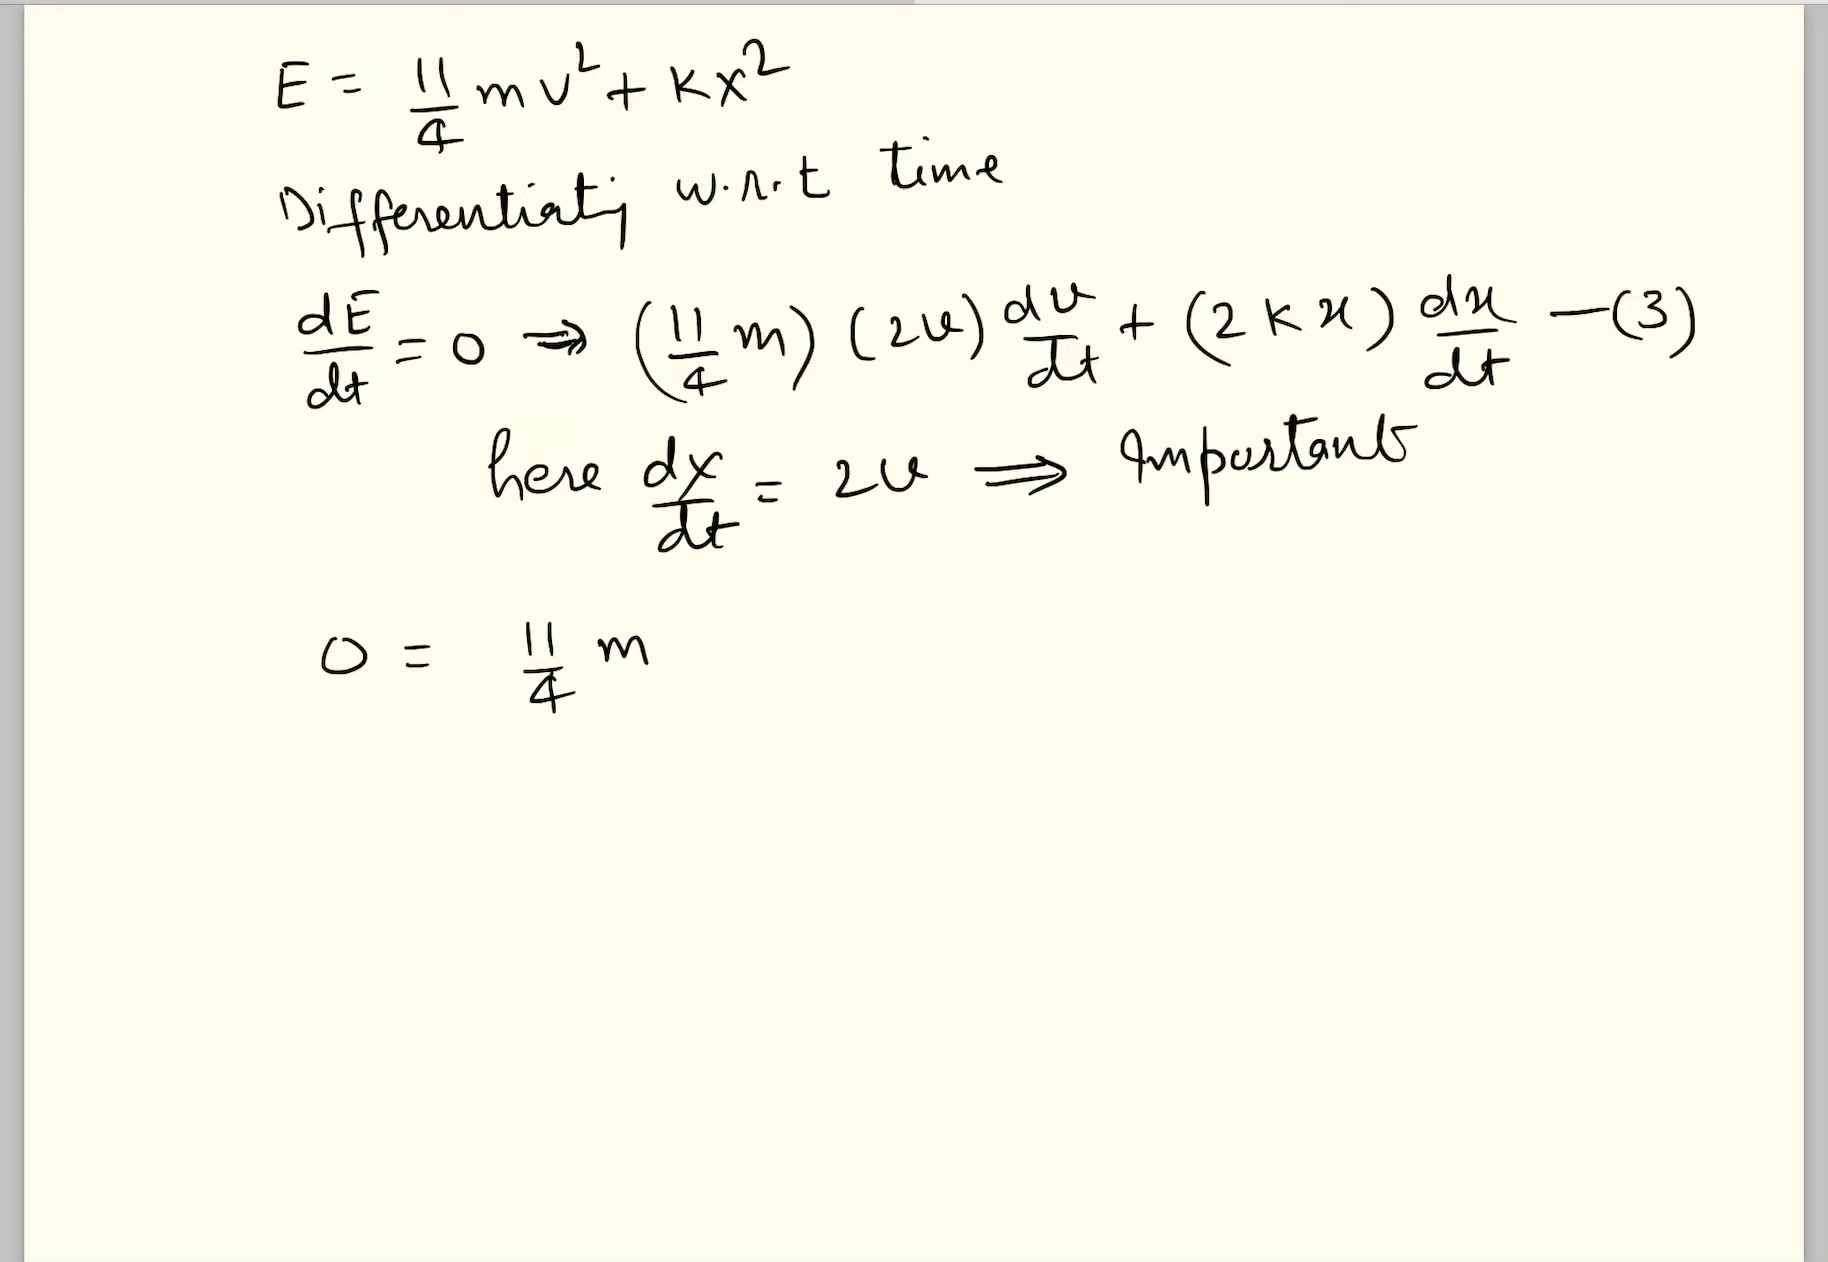 E = 11/4 mv² + Kx²
Differentiating w.r.t time
dE/dt = 0 ⇒ (11/4 m) (2v) dv/dt + (2Kx) dx/dt —(3)
here dx/dt = 2v ⟹ Important
0 = 11/4 m